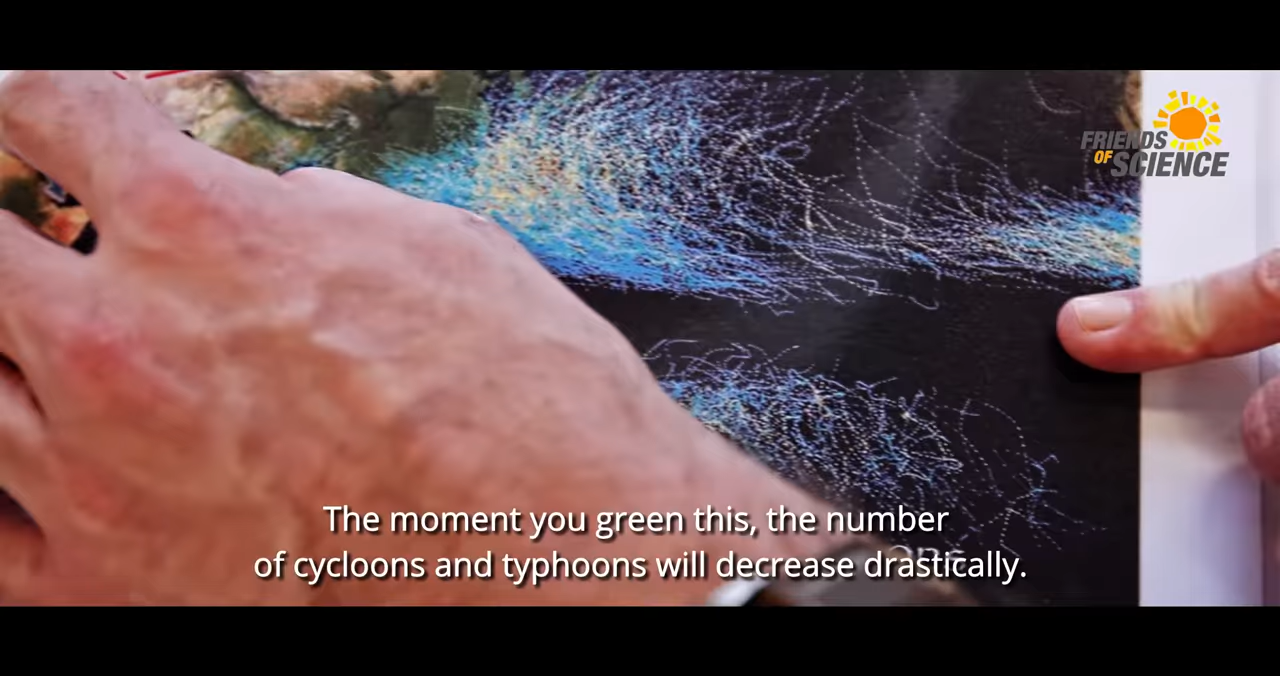 FRIENDS
OF SCIENCE
The moment you green this, the number
of cycloons and typhoons will decrease drastically.